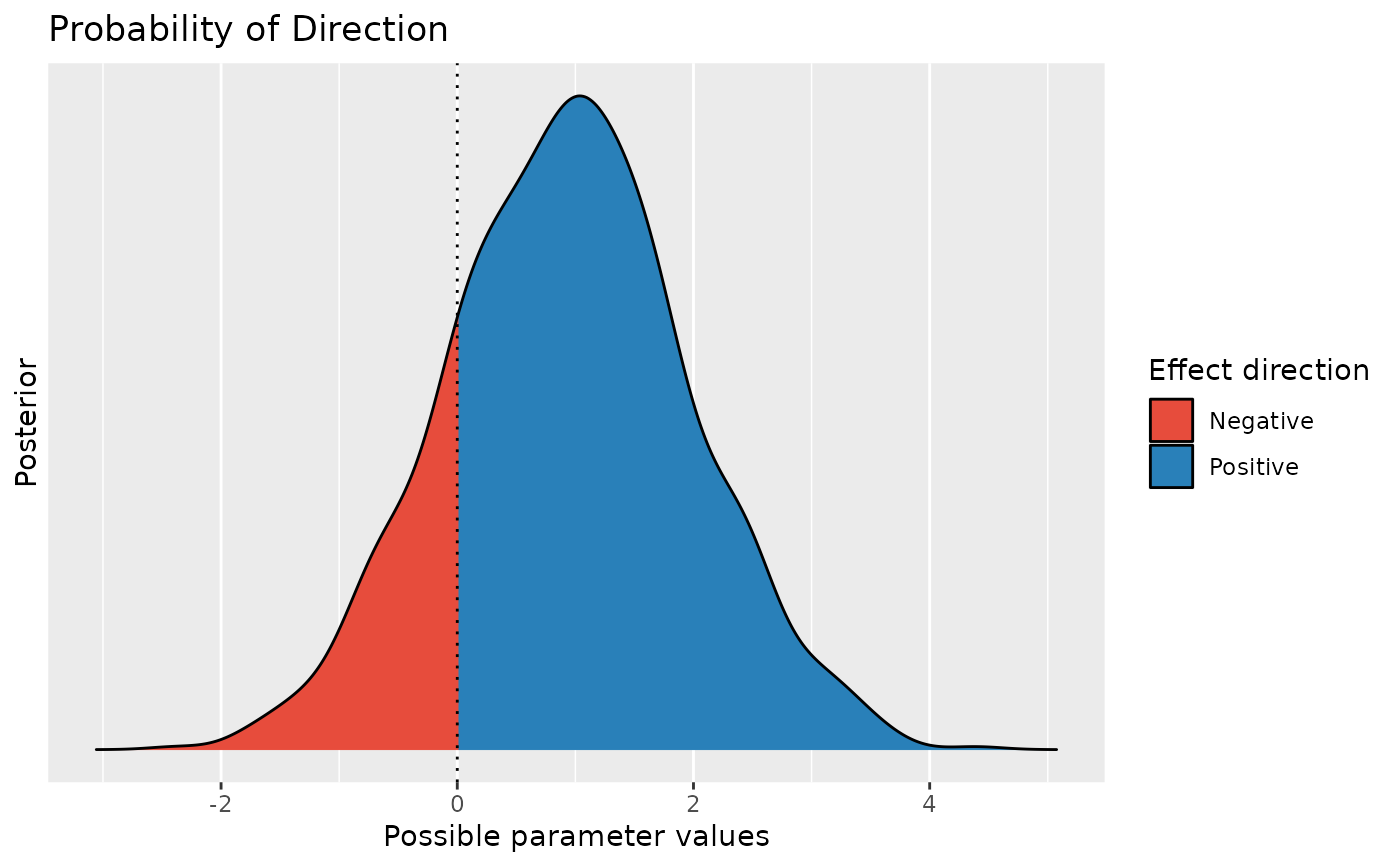 Probability of Direction
Posterior
Effect direction
Negative
Positive
-2 0 2 4
Possible parameter values